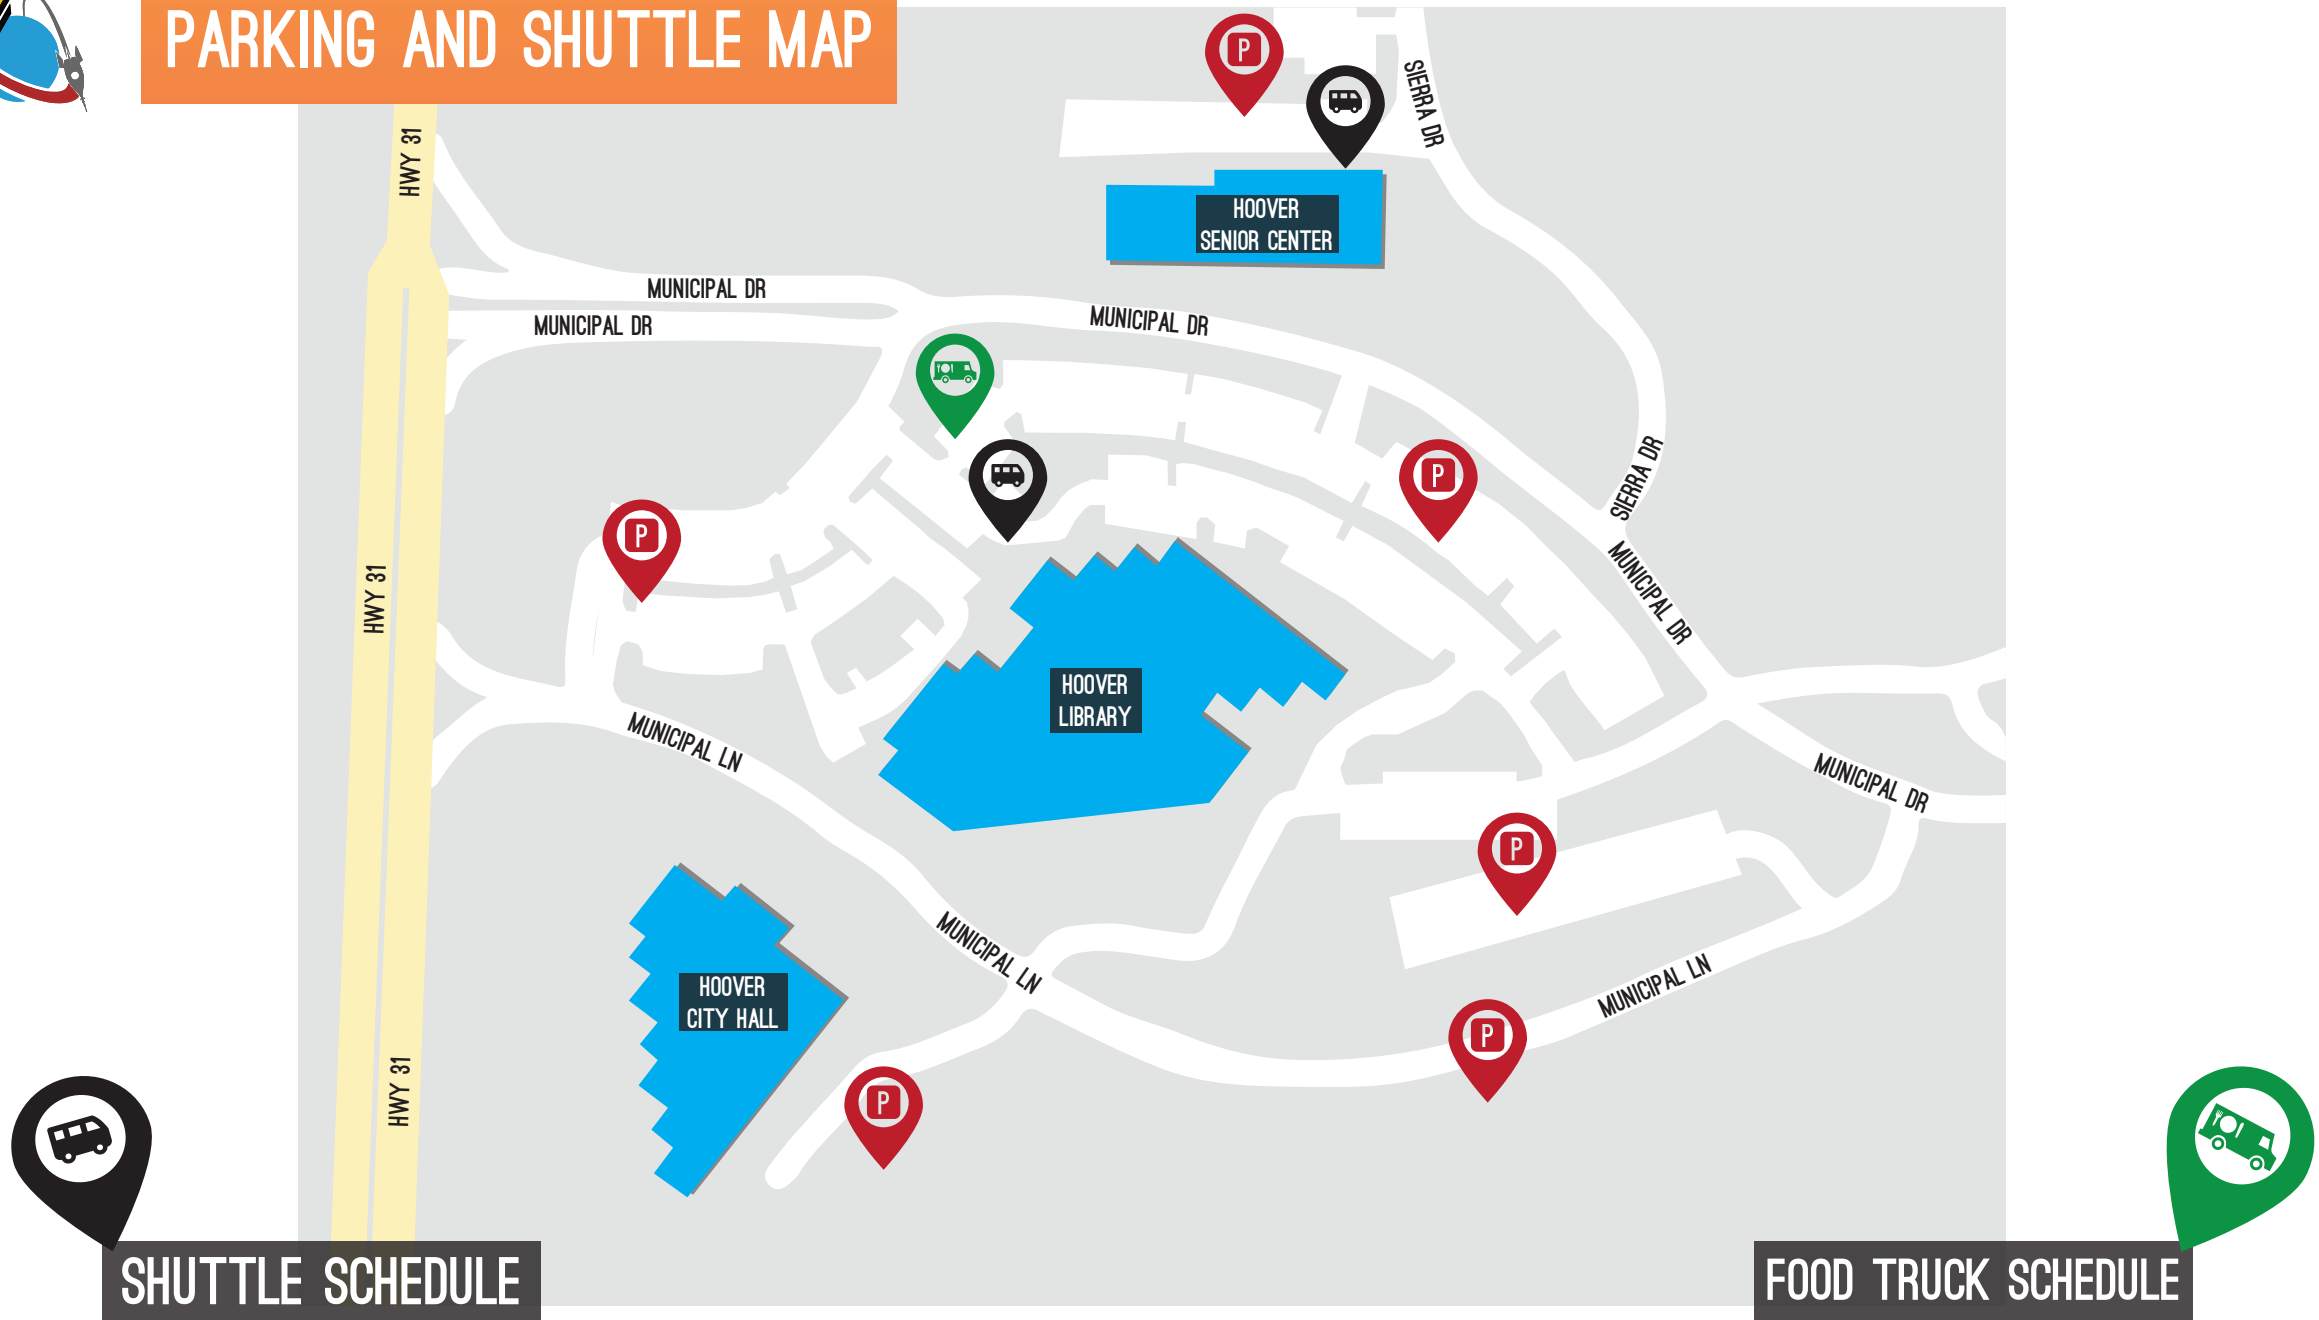 PARKING AND SHUTTLE MAP
P
SIERRA DR
HWY 31
HOOVER
SENIOR CENTER
MUNICIPAL DR
MUNICIPAL DR
MUNICIPAL DR
P
P
SIERRA DR
HWY 31
MUNICIPAL DR
HOOVER
LIBRARY
MUNICIPAL LN
MUNICIPAL DR
P
MUNICIPAL LN
HOOVER
CITY HALL
MUNICIPAL LN
P
HWY 31
P
SHUTTLE SCHEDULE
FOOD TRUCK SCHEDULE